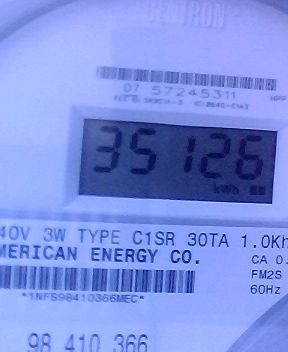 07 57245311
35126
kWh
40V 3W TYPE C1SR 30TA 1.0Kh
MERICAN ENERGY CO.
CA 0.
FM2S
60Hz
*1NFS98410366MEC*
98 410 366